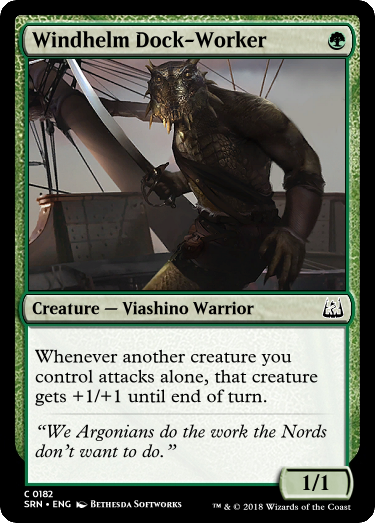 Windhelm Dock-Worker
Creature — Viashino Warrior
Whenever another creature you
control attacks alone, that creature
gets +1/+1 until end of turn.
“We Argonians do the work the Nords
don’t want to do.”
1/1
C 0182
SRN • ENG Bethesda Softworks
™ & © 2018 Wizards of the Coast